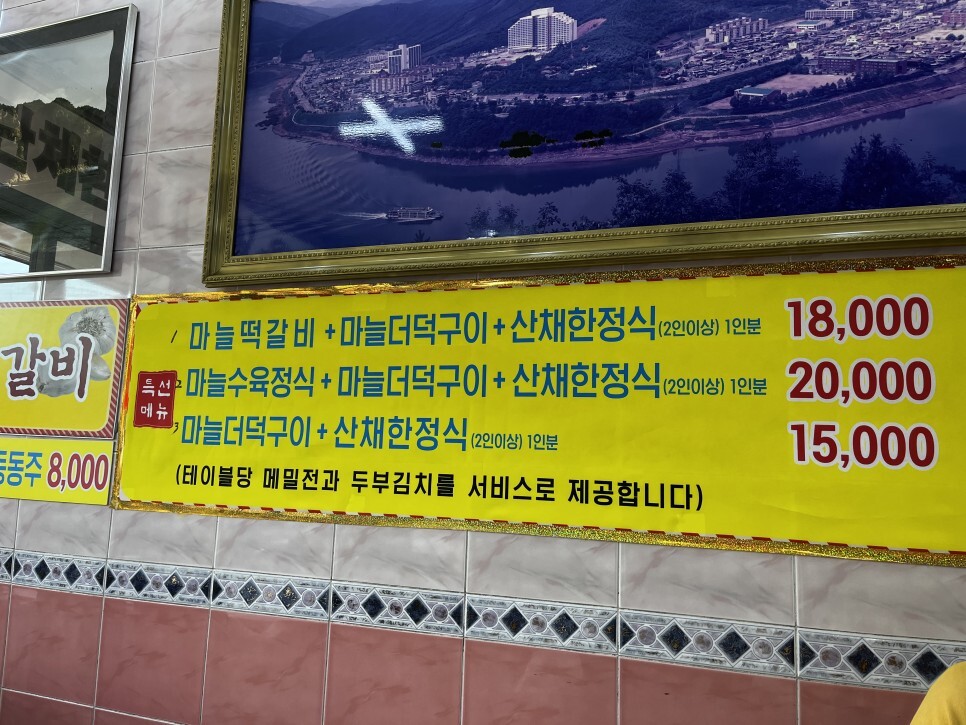 갈비
동동주 8,000
특선
메뉴
1 마늘떡갈비+마늘더덕구이+산채한정식(2인이상) 1인분 18,000
2 마늘수육정식+마늘더덕구이+산채한정식(2인이상) 1인분 20,000
3 마늘더덕구이+산채한정식(2인이상) 1인분 15,000
(테이블당 메밀전과 두부김치를 서비스로 제공합니다)